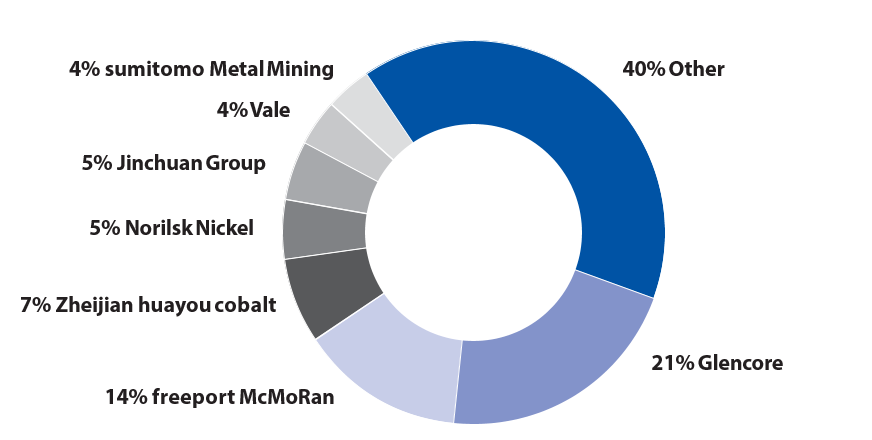 4% sumitomo Metal Mining
40% Other
4% Vale
5% Jinchuan Group
5% Norilsk Nickel
7% Zheijian huayou cobalt
21% Glencore
14% freeport McMoRan